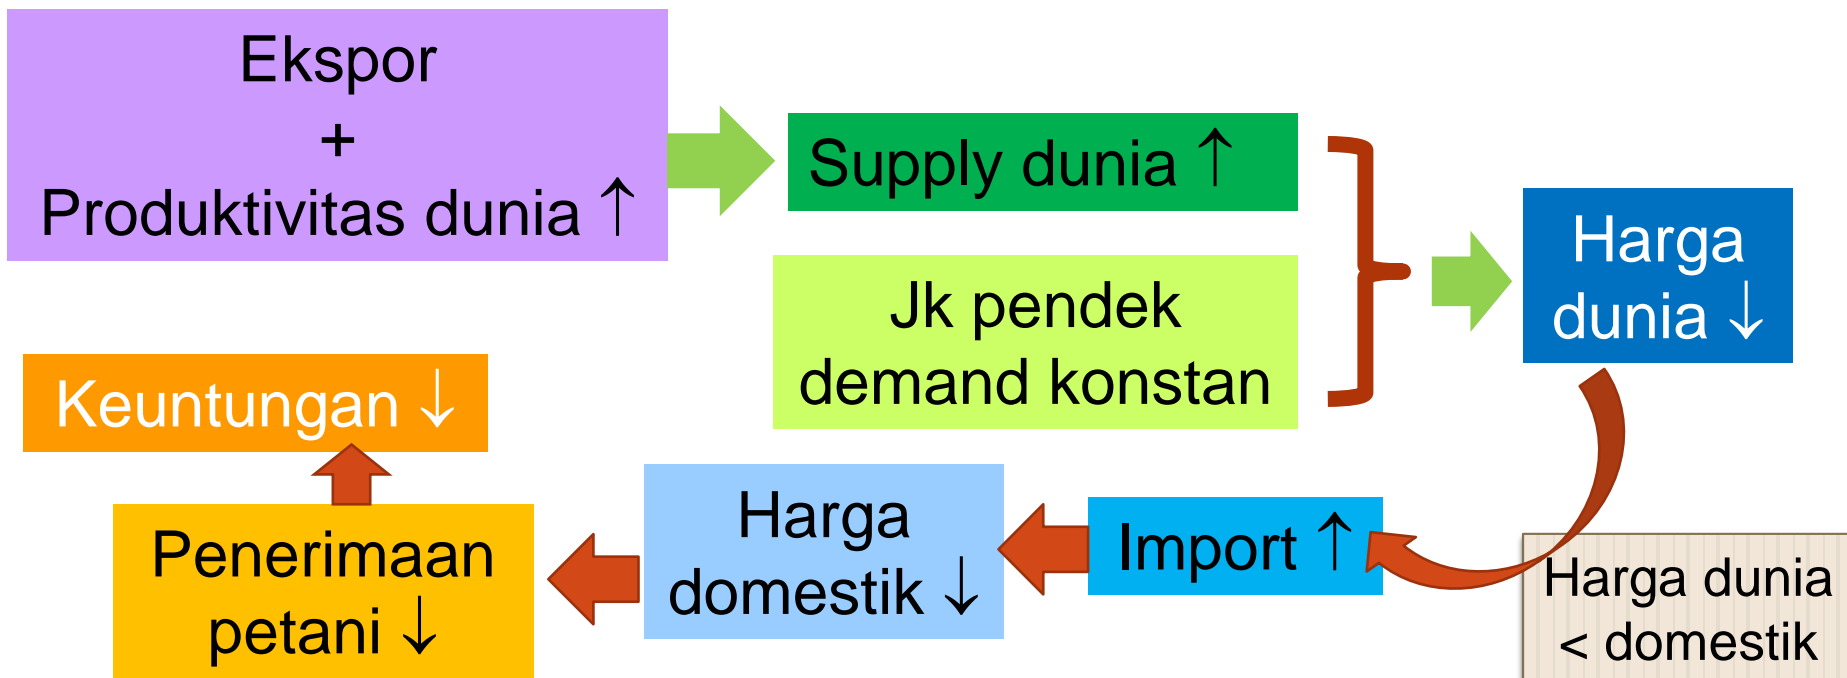 Ekspor
+
Produktivitas dunia ↑
Supply dunia ↑
Jk pendek
demand konstan
Harga
dunia ↓
Harga dunia
< domestik
Import ↑
Harga
domestik ↓
Penerimaan
petani ↓
Keuntungan ↓